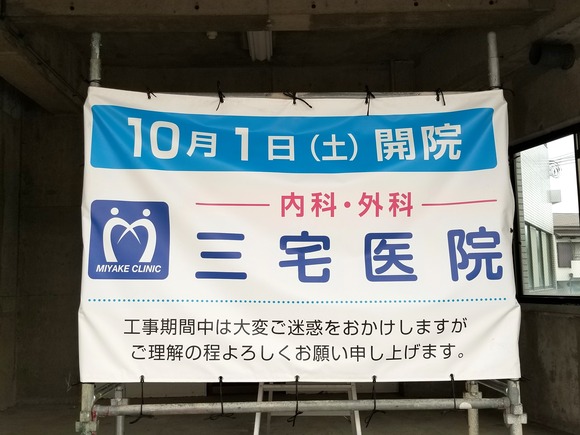 10月1日(土)開院
内科・外科
MIYAKE CLINIC
三宅医院
工事期間中は大変ご迷惑をおかけしますが
ご理解の程よろしくお願い申し上げます。